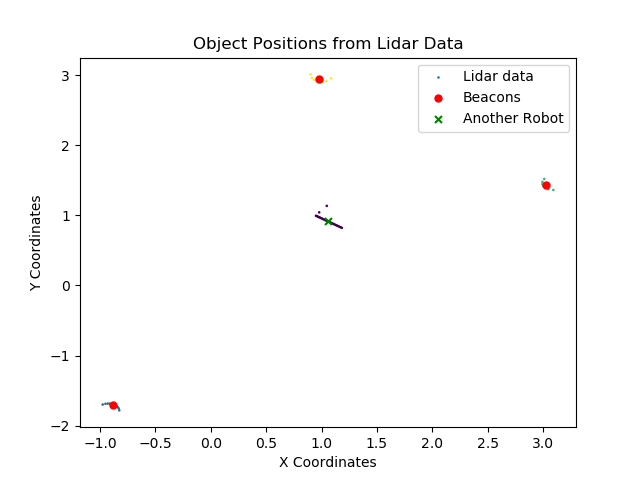 Object Positions from Lidar Data
Lidar data
Beacons
Another Robot
Y Coordinates
3
2
1
0
−1
−2
−1.0 −0.5 0.0 0.5 1.0 1.5 2.0 2.5 3.0
X Coordinates